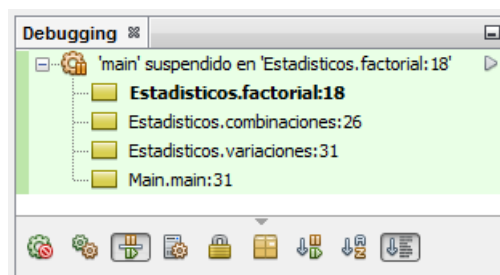 Debugging
'main' suspendido en 'Estadisticos.factorial:18'
Estadisticos.factorial:18
Estadisticos.combinaciones:26
Estadisticos.variaciones:31
Main.main:31